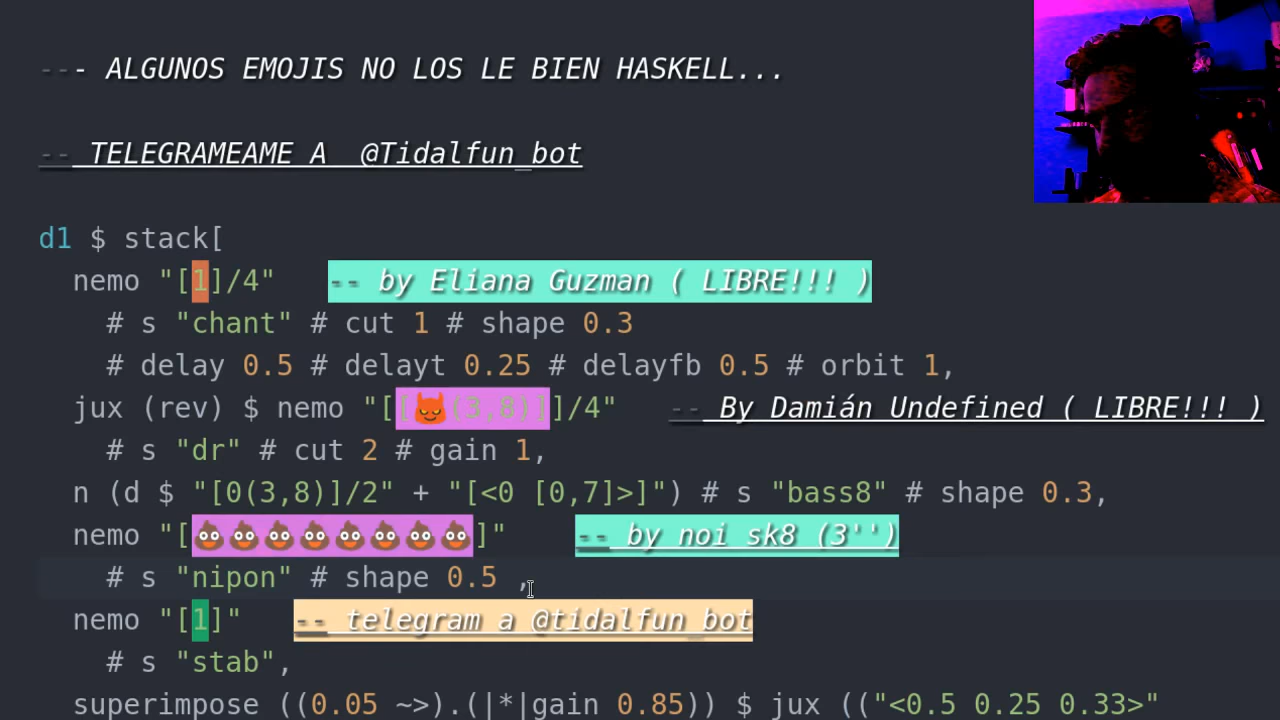 --- ALGUNOS EMOJIS NO LOS LE BIEN HASKELL...
-- TELEGRAMEAME A  @Tidalfun_bot
d1 $ stack[
nemo "[1]/4"   -- by Eliana Guzman ( LIBRE!!! )
# s "chant" # cut 1 # shape 0.3
# delay 0.5 # delayt 0.25 # delayfb 0.5 # orbit 1,
jux (rev) $ nemo "[[😈(3,8)]]/4"   -- By Damián Undefined ( LIBRE!!! )
# s "dr" # cut 2 # gain 1,
n (d $ "[0(3,8)]/2" + "[<0 [0,7]>]") # s "bass8" # shape 0.3,
nemo "[💩💩💩💩💩💩💩💩]"    -- by noi sk8 (3'')
# s "nipon" # shape 0.5 ,
nemo "[1]"   -- telegram a @tidalfun_bot
# s "stab",
superimpose ((0.05 ~>).(|*|gain 0.85)) $ jux (("<0.5 0.25 0.33>"